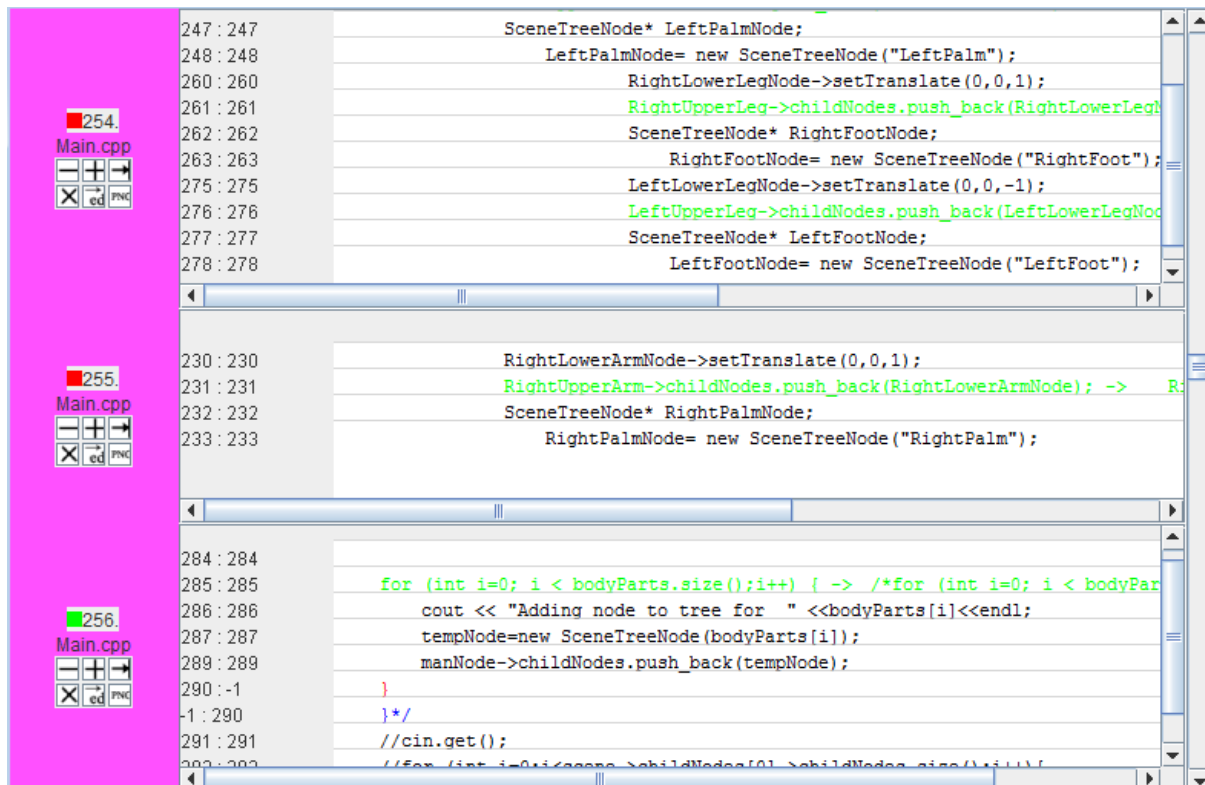 247 : 247 SceneTreeNode* LeftPalmNode;
248 : 248 LeftPalmNode= new SceneTreeNode("LeftPalm");
260 : 260 RightLowerLegNode->setTranslate(0,0,1);
261 : 261 RightUpperLeg->childNodes.push_back(RightLowerLegN
262 : 262 SceneTreeNode* RightFootNode;
263 : 263 RightFootNode= new SceneTreeNode("RightFoot");
275 : 275 LeftLowerLegNode->setTranslate(0,0,-1);
276 : 276 LeftUpperLeg->childNodes.push_back(LeftLowerLegNod
277 : 277 SceneTreeNode* LeftFootNode;
278 : 278 LeftFootNode= new SceneTreeNode("LeftFoot");
254.
Main.cpp
ed PNG
230 : 230 RightLowerArmNode->setTranslate(0,0,1);
231 : 231 RightUpperArm->childNodes.push_back(RightLowerArmNode); -> Ri
232 : 232 SceneTreeNode* RightPalmNode;
233 : 233 RightPalmNode= new SceneTreeNode("RightPalm");
255.
Main.cpp
ed PNG
284 : 284
285 : 285 for (int i=0; i < bodyParts.size();i++) { -> /*for (int i=0; i < bodyPar
286 : 286 cout << "Adding node to tree for  " <<bodyParts[i]<<endl;
287 : 287 tempNode=new SceneTreeNode(bodyParts[i]);
289 : 289 manNode->childNodes.push_back(tempNode);
290 : -1 }
-1 : 290 }*/
291 : 291 //cin.get();
256.
Main.cpp
ed PNG